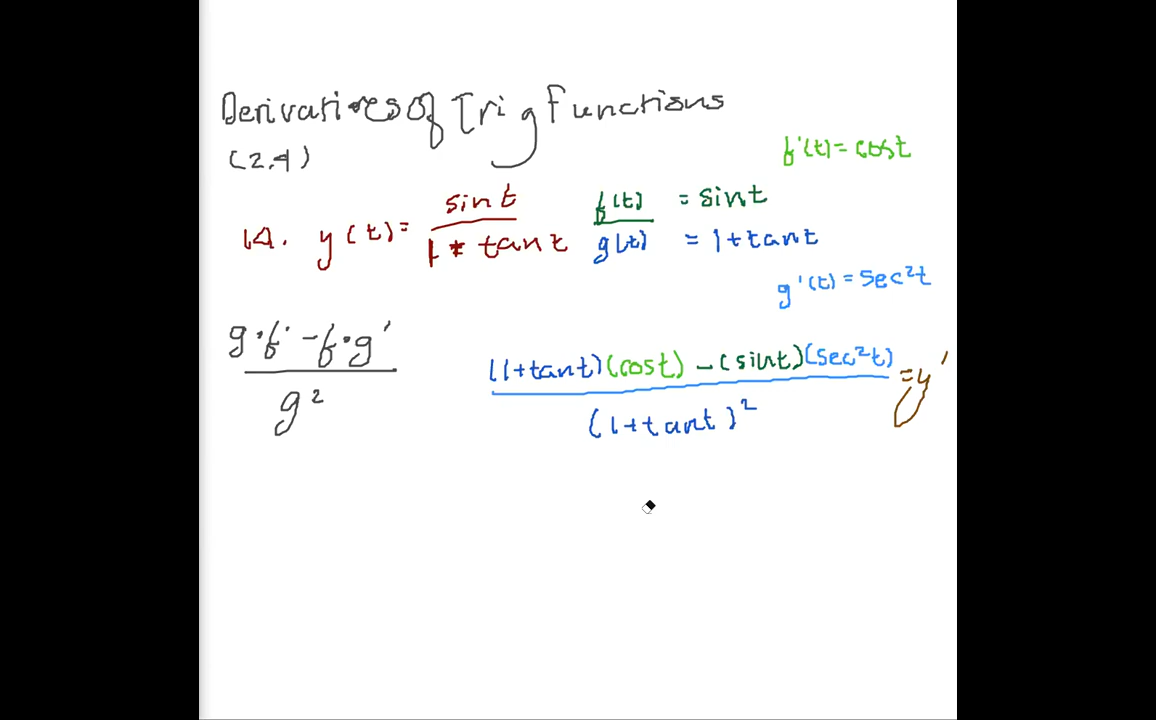 Derivatives of Trig Functions
(2.4)
f'(t) = cost
14. y(t) = sint / 1 + tant
f(t) = sint
g(t) = 1 + tant
g'(t) = sec²t
g·f' - f·g' / g²
(1+tant)(cost) - (sint)(sec²t) / (1+tant)² = y'